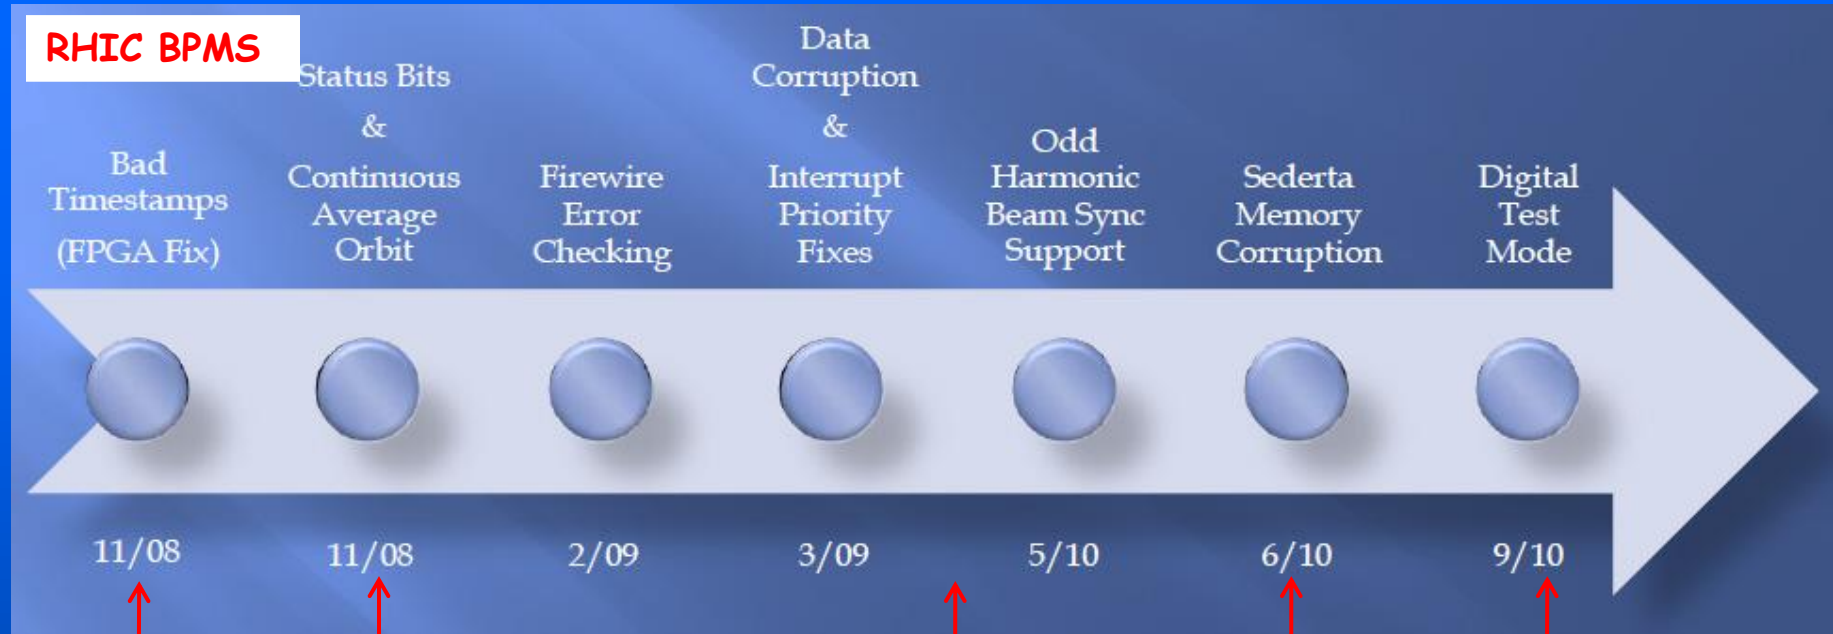 RHIC BPMS
Bad
Timestamps
(FPGA Fix)
Status Bits
&
Continuous
Average
Orbit
Firewire
Error
Checking
Data
Corruption
&
Interrupt
Priority
Fixes
Odd
Harmonic
Beam Sync
Support
Sederta
Memory
Corruption
Digital
Test
Mode
11/08
11/08
2/09
3/09
5/10
6/10
9/10